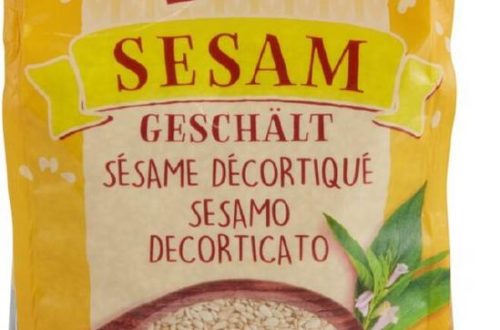 SESAM
GESCHÄLT
SÉSAME DÉCORTIQUÉ
SESAMO
DECORTICATO